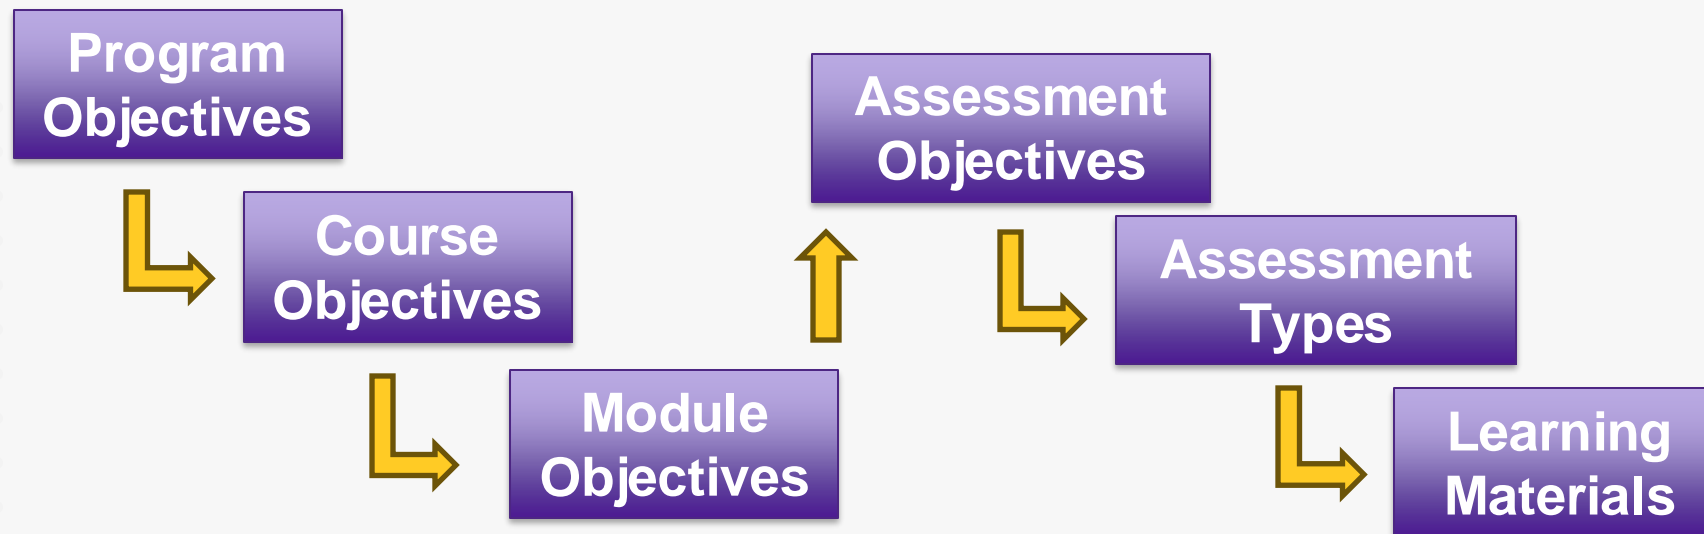 Program
Objectives
Course
Objectives
Module
Objectives
Assessment
Objectives
Assessment
Types
Learning
Materials